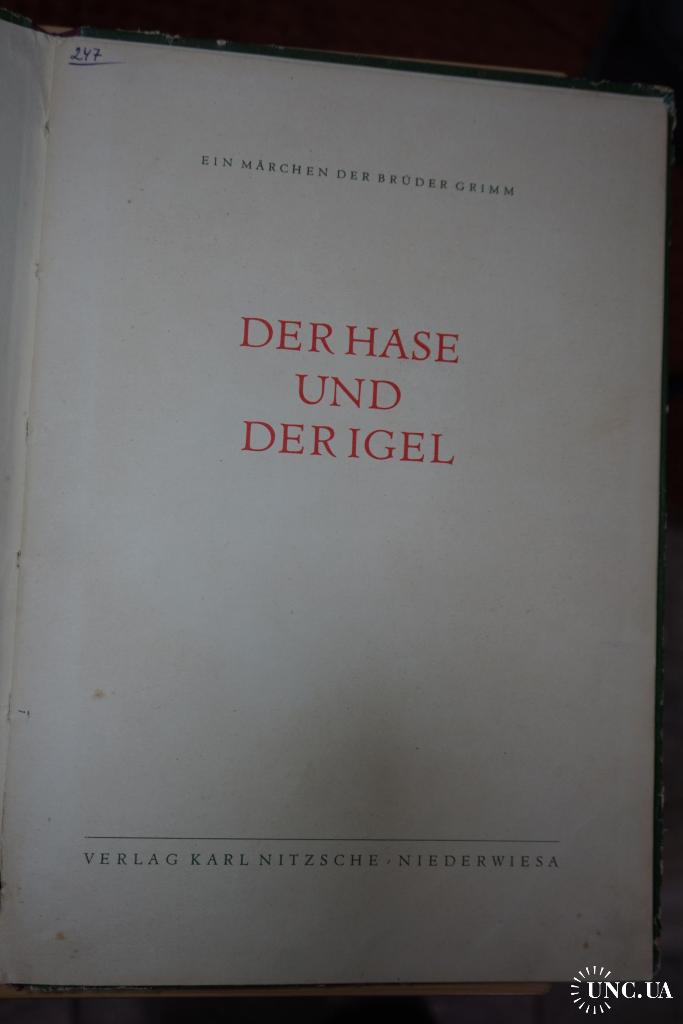 247
EIN MÄRCHEN DER BRÜDER GRIMM
DER HASE
UND
DER IGEL
VERLAG KARL NITZSCHE · NIEDERWIESA
UNC.UA